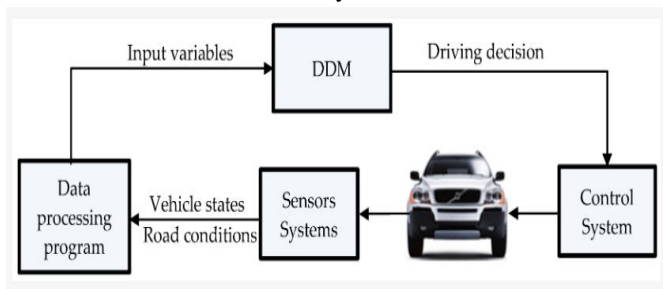 Input variables
DDM
Driving decision
Data
processing
program
Vehicle states
Road conditions
Sensors
Systems
Control
System